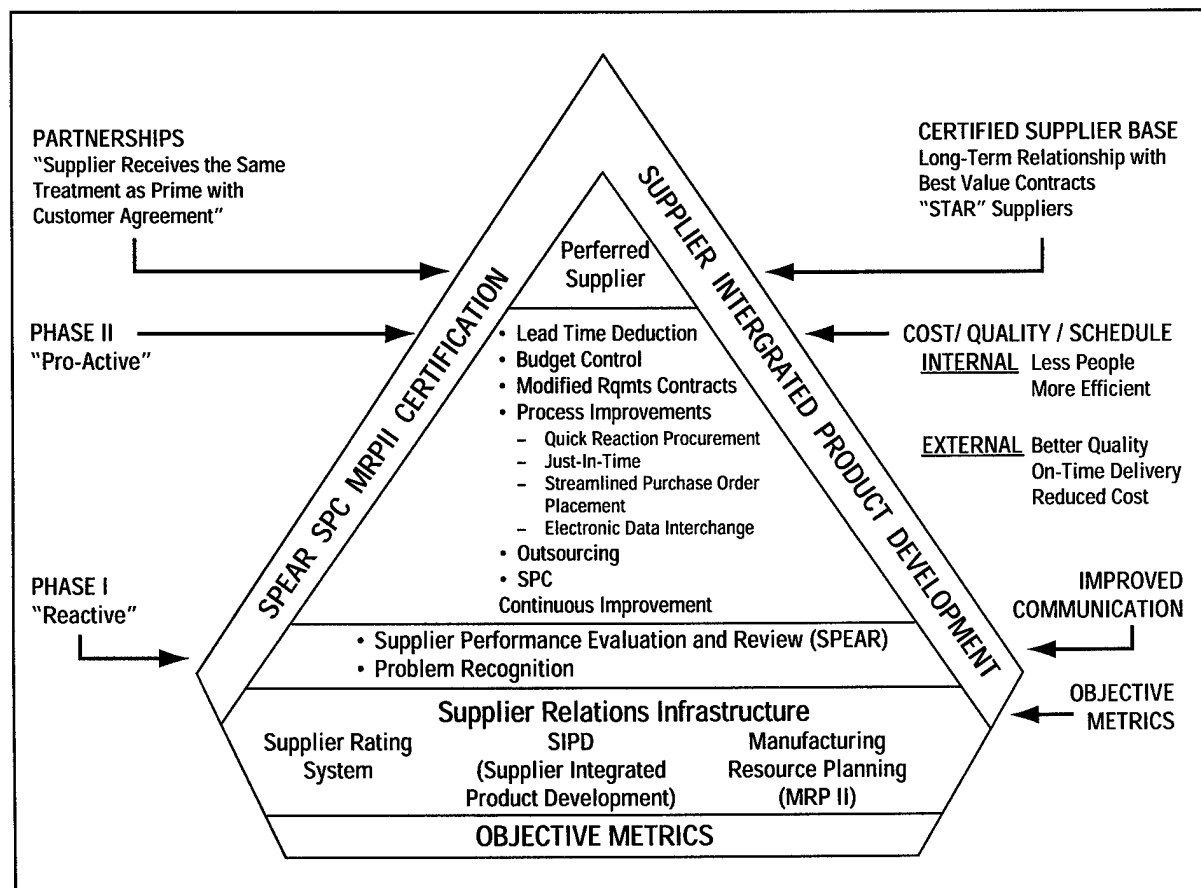 PARTNERSHIPS
"Supplier Receives the Same
Treatment as Prime with
Customer Agreement"
PHASE II
"Pro-Active"
PHASE I
"Reactive"
SPEAR SPC MRPII CERTIFICATION
SUPPLIER INTERGRATED PRODUCT DEVELOPMENT
Perferred
Supplier
• Lead Time Deduction
• Budget Control
• Modified Rqmts Contracts
• Process Improvements
– Quick Reaction Procurement
– Just-In-Time
– Streamlined Purchase Order
Placement
– Electronic Data Interchange
• Outsourcing
• SPC
Continuous Improvement
• Supplier Performance Evaluation and Review (SPEAR)
• Problem Recognition
Supplier Relations Infrastructure
Supplier Rating
System
SIPD
(Supplier Integrated
Product Development)
Manufacturing
Resource Planning
(MRP II)
OBJECTIVE METRICS
CERTIFIED SUPPLIER BASE
Long-Term Relationship with
Best Value Contracts
"STAR" Suppliers
COST/ QUALITY / SCHEDULE
INTERNAL Less People
More Efficient
EXTERNAL Better Quality
On-Time Delivery
Reduced Cost
IMPROVED
COMMUNICATION
OBJECTIVE
METRICS